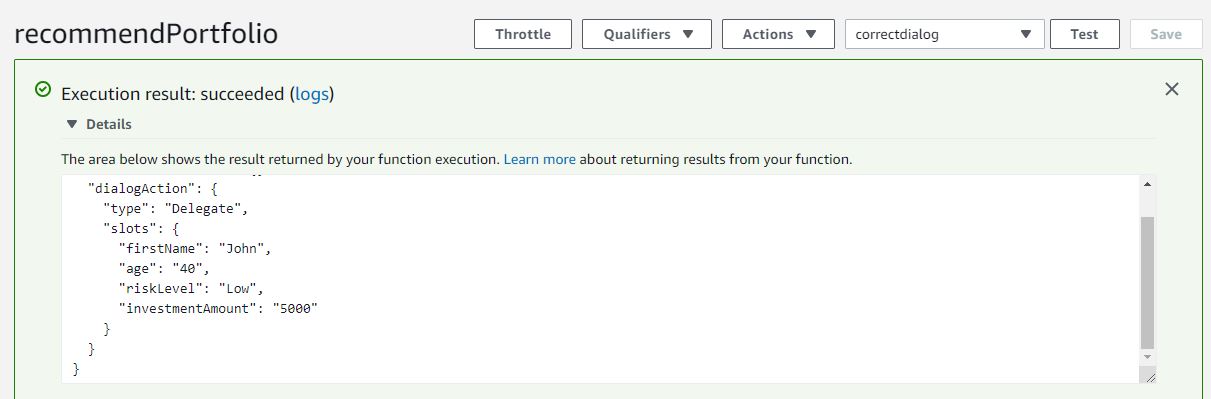 recommendPortfolio
Throttle
Qualifiers
Actions
correctdialog
Test
Save
Execution result: succeeded (logs)
Details
The area below shows the result returned by your function execution. Learn more about returning results from your function.
"dialogAction": {
"type": "Delegate",
"slots": {
"firstName": "John",
"age": "40",
"riskLevel": "Low",
"investmentAmount": "5000"
}
}
}